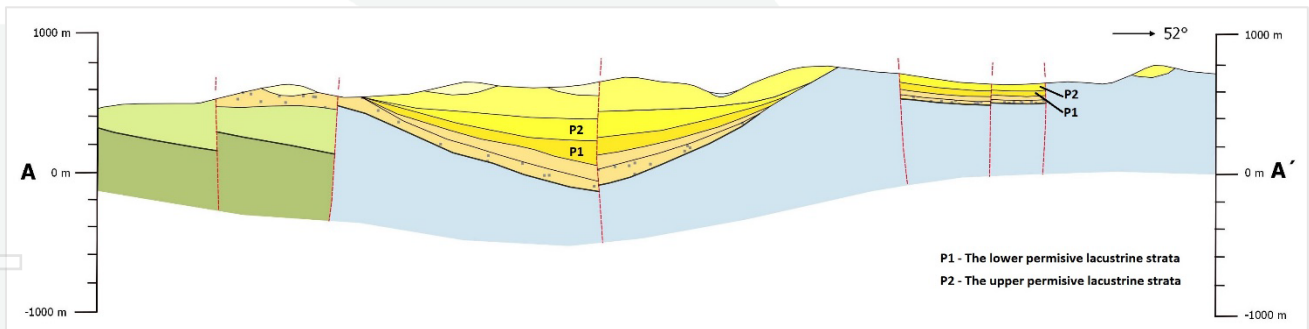 1000 m
52°
1000 m
P2
P2
P1
P1
A
0 m
0 m
A´
P1 - The lower permisive lacustrine strata
P2 - The upper permisive lacustrine strata
-1000 m
-1000 m